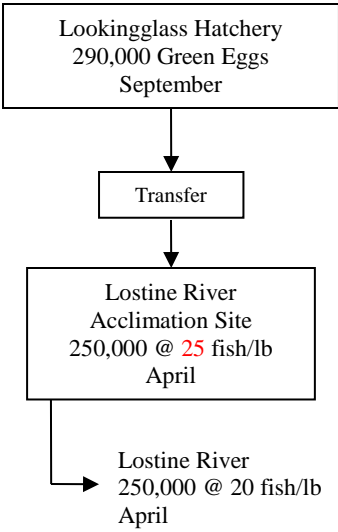 Lookingglass Hatchery
290,000 Green Eggs
September
Transfer
Lostine River
Acclimation Site
250,000 @ 25 fish/lb
April
Lostine River
250,000 @ 20 fish/lb
April